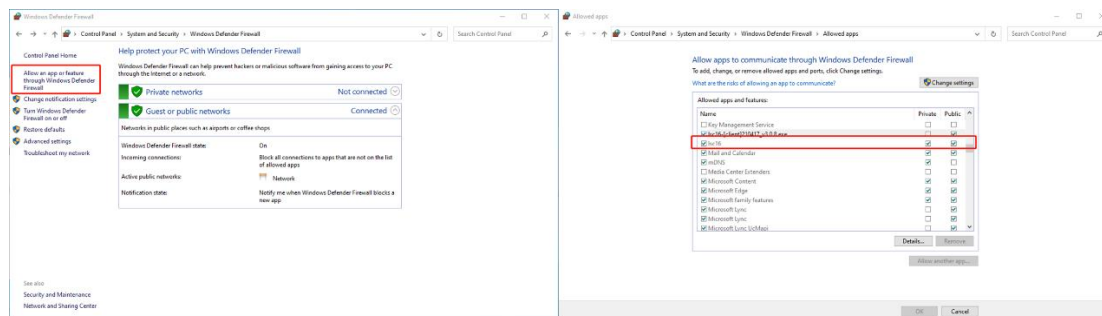 Windows Defender Firewall
Control Panel > System and Security > Windows Defender Firewall
Search Control Panel
Control Panel Home
Allow an app or feature
through Windows Defender
Firewall
Change notification settings
Turn Windows Defender
Firewall on or off
Restore defaults
Advanced settings
Troubleshoot my network
Help protect your PC with Windows Defender Firewall
Windows Defender Firewall can help prevent hackers or malicious software from gaining access to your PC
through the Internet or a network.
Private networks Not connected
Guest or public networks Connected
Networks in public places such as airports or coffee shops
Windows Defender Firewall state: On
Incoming connections: Block all connections to apps that are not on the list
of allowed apps
Active public networks: Network
Notification state: Notify me when Windows Defender Firewall blocks a
new app
See also
Security and Maintenance
Network and Sharing Center
Allowed apps
Control Panel > System and Security > Windows Defender Firewall > Allowed apps
Search Control Panel
Allow apps to communicate through Windows Defender Firewall
To add, change, or remove allowed apps and ports, click Change settings.
What are the risks of allowing an app to communicate?
Change settings
Allowed apps and features:
Name Private Public
Key Management Service
lsc16
Mail and Calendar
mDNS
Media Center Extenders
Microsoft Content
Microsoft Edge
Microsoft family features
Microsoft Lync
Microsoft Lync
Microsoft Lync UcMapi
Details... Remove
Allow another app...
OK Cancel